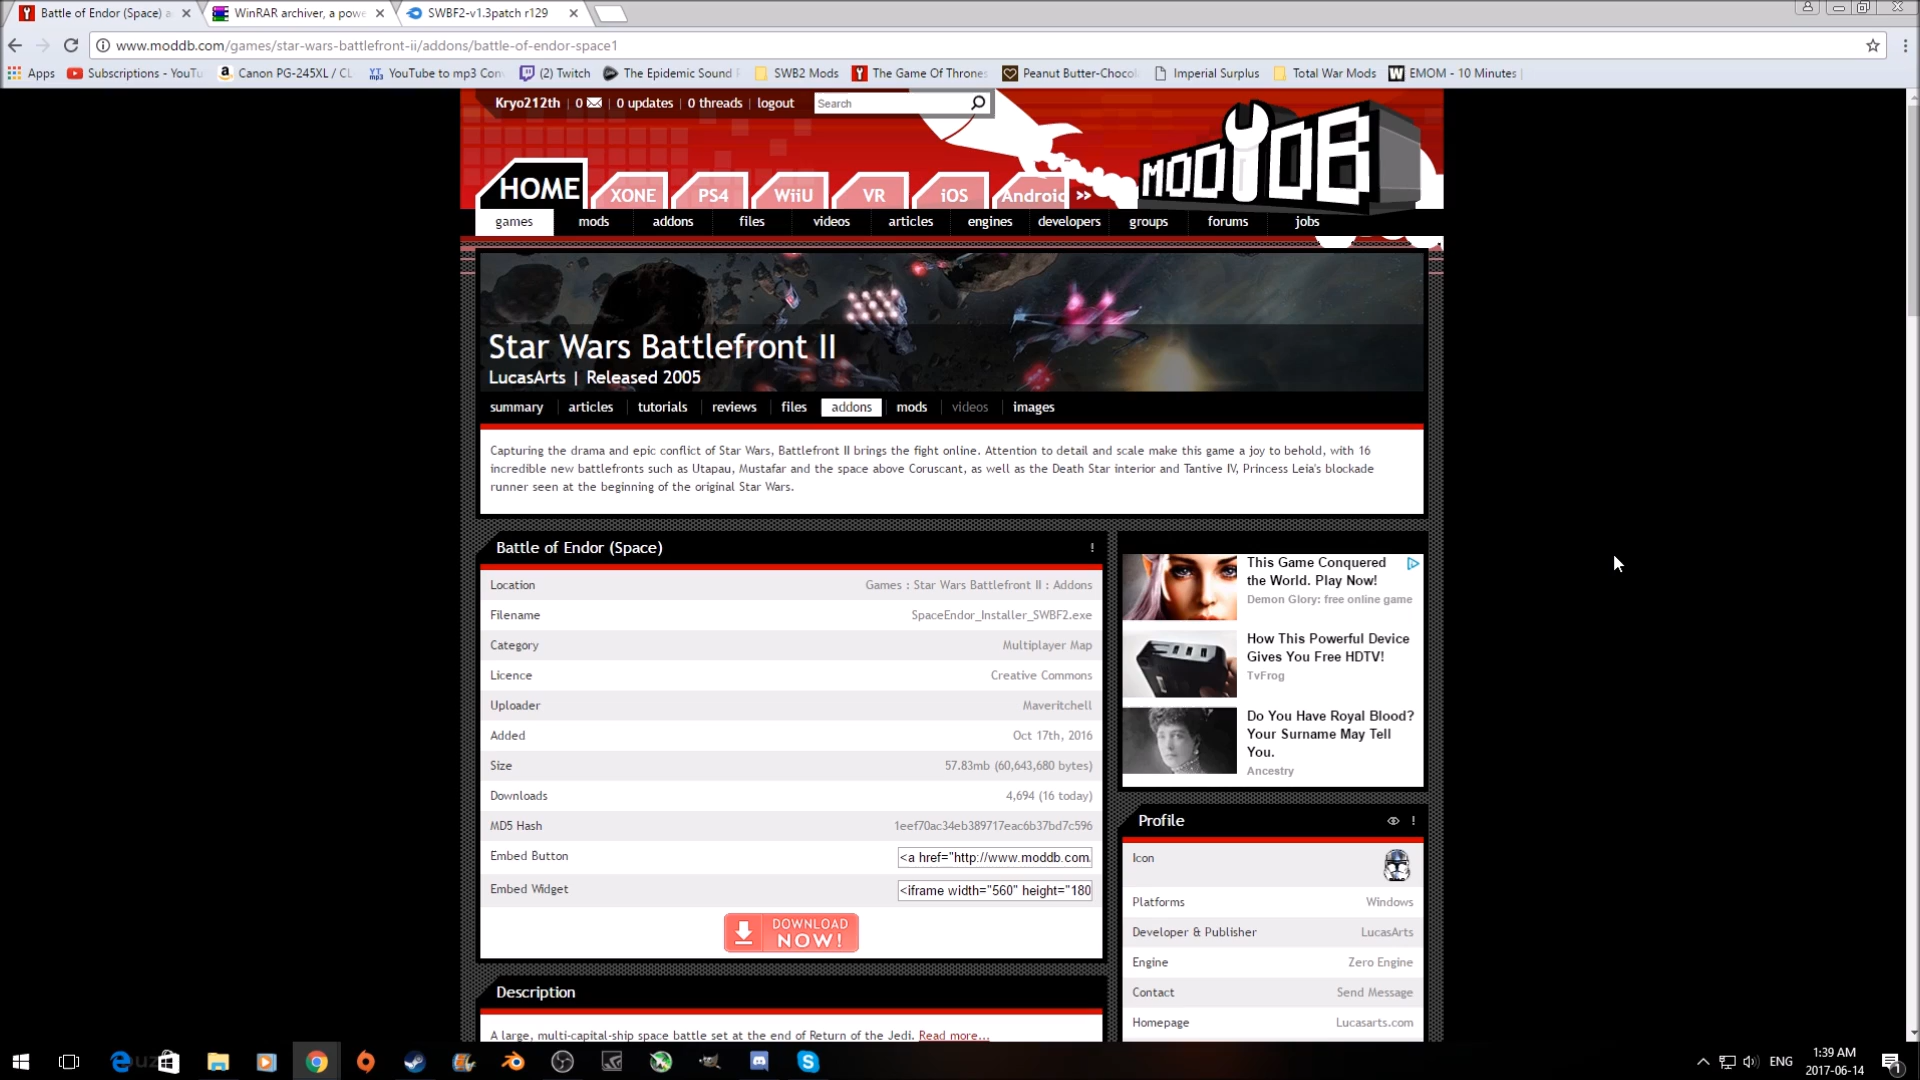 Battle of Endor (Space) a
WinRAR archiver, a powe
SWBF2-v1.3patch r129
www.moddb.com/games/star-wars-battlefront-ii/addons/battle-of-endor-space1
Apps
Subscriptions - YouTu
Canon PG-245XL / CL
YouTube to mp3 Con
(2) Twitch
The Epidemic Sound
SWB2 Mods
The Game Of Throne
Peanut Butter-Choco
Imperial Surplus
Total War Mods
EMOM - 10 Minutes
Kryo212th | 0 | 0 updates | 0 threads | logout
Search
MODDB
HOME
XONE
PS4
WiiU
VR
iOS
Android
>>
games
mods
addons
files
videos
articles
engines
developers
groups
forums
jobs
Star Wars Battlefront II
LucasArts | Released 2005
summary
articles
tutorials
reviews
files
addons
mods
videos
images
Capturing the drama and epic conflict of Star Wars, Battlefront II brings the fight online. Attention to detail and scale make this game a joy to behold, with 16
incredible new battlefronts such as Utapau, Mustafar and the space above Coruscant, as well as the Death Star interior and Tantive IV, Princess Leia's blockade
runner seen at the beginning of the original Star Wars.
Battle of Endor (Space)
!
Location Games : Star Wars Battlefront II : Addons
Filename SpaceEndor_Installer_SWBF2.exe
Category Multiplayer Map
Licence Creative Commons
Uploader Maveritchell
Added Oct 17th, 2016
Size 57.83mb (60,643,680 bytes)
Downloads 4,694 (16 today)
MD5 Hash 1eef70ac34eb389717eac6b37bd7c596
Embed Button <a href="http://www.moddb.com.
Embed Widget <iframe width="560" height="180
DOWNLOAD
NOW!
Description
A large, multi-capital-ship space battle set at the end of Return of the Jedi. Read more...
This Game Conquered
the World. Play Now!
Demon Glory: free online game
How This Powerful Device
Gives You Free HDTV!
TvFrog
Do You Have Royal Blood?
Your Surname May Tell
You.
Ancestry
Profile
!
Icon
Platforms Windows
Developer & Publisher LucasArts
Engine Zero Engine
Contact Send Message
Homepage Lucasarts.com
ENG
1:39 AM
2017-06-14
1